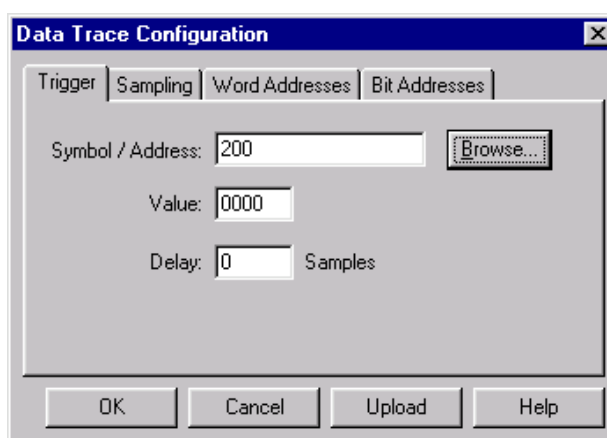 Data Trace Configuration
Trigger Sampling Word Addresses Bit Addresses
Symbol / Address: 200 Browse...
Value: 0000
Delay: 0 Samples
OK Cancel Upload Help